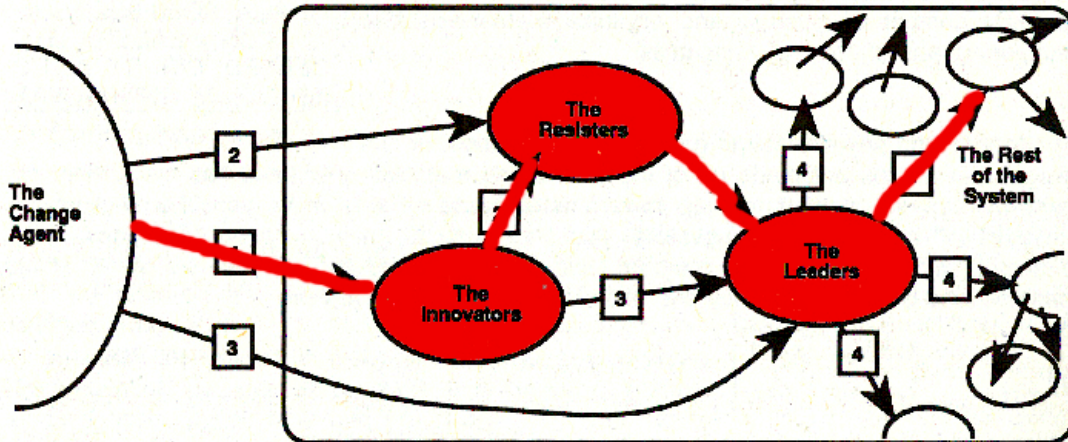 The
Change
Agent
2
3
The
Resisters
The
Innovators
3
The
Leaders
4
4
4
The Rest
of the
System